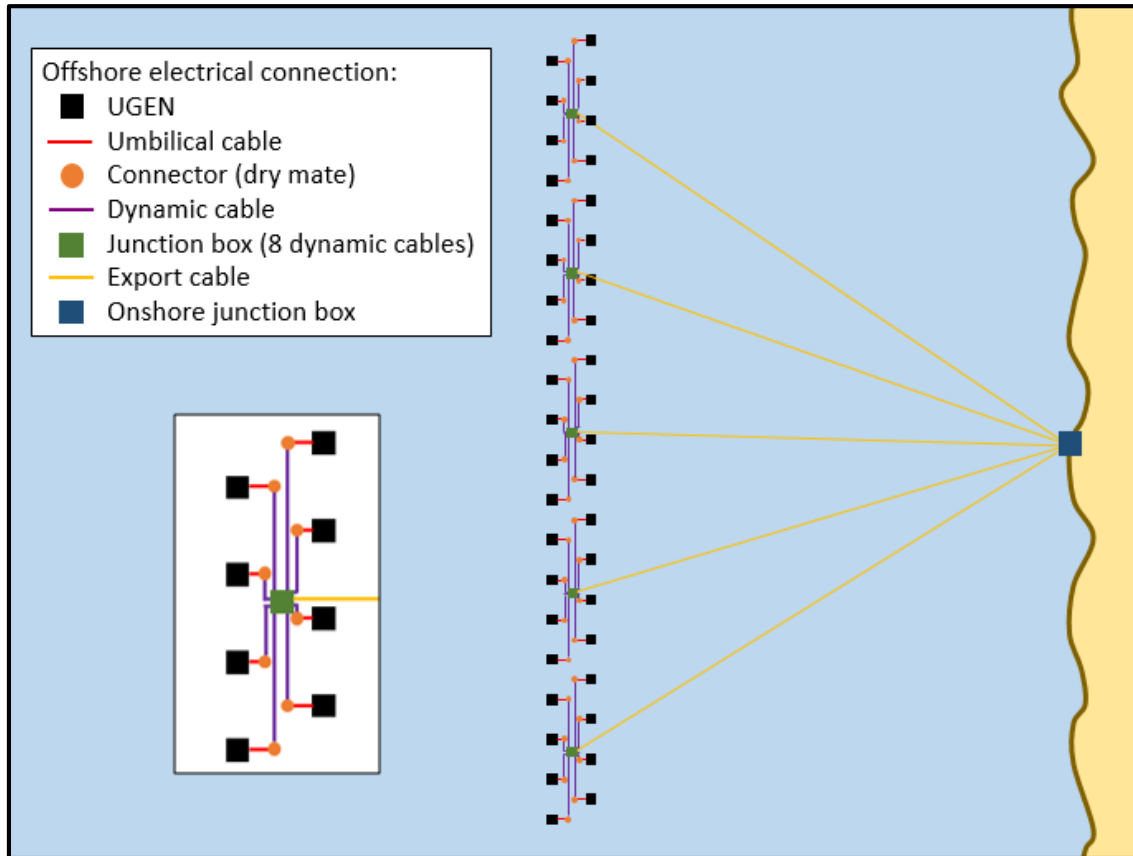 Offshore electrical connection:
UGEN
Umbilical cable
Connector (dry mate)
Dynamic cable
Junction box (8 dynamic cables)
Export cable
Onshore junction box